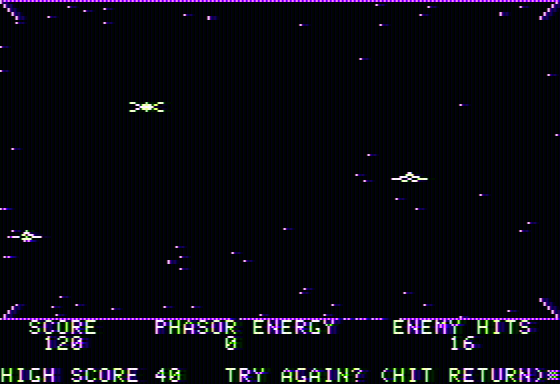 SCORE PHASOR ENERGY ENEMY HITS
120 0 16
HIGH SCORE 40 TRY AGAIN? (HIT RETURN)